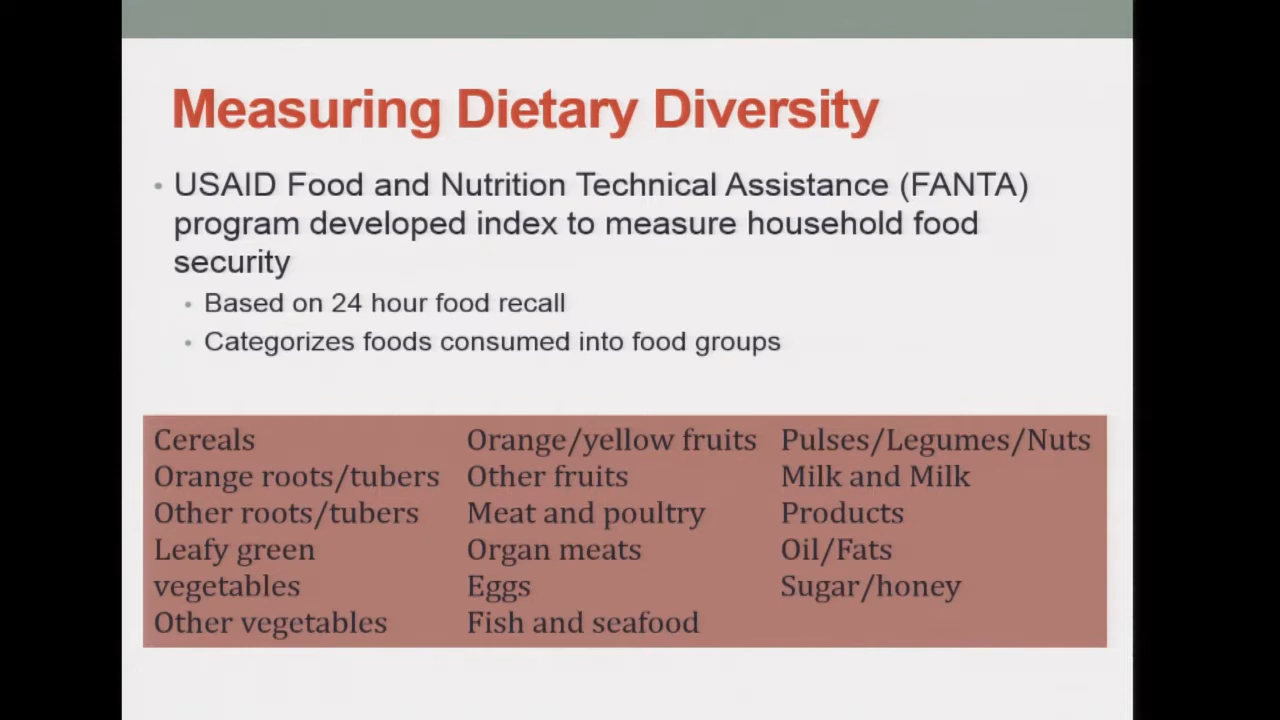 Measuring Dietary Diversity
• USAID Food and Nutrition Technical Assistance (FANTA)
program developed index to measure household food
security
• Based on 24 hour food recall
• Categorizes foods consumed into food groups
Cereals
Orange roots/tubers
Other roots/tubers
Leafy green
vegetables
Other vegetables
Orange/yellow fruits
Other fruits
Meat and poultry
Organ meats
Eggs
Fish and seafood
Pulses/Legumes/Nuts
Milk and Milk
Products
Oil/Fats
Sugar/honey